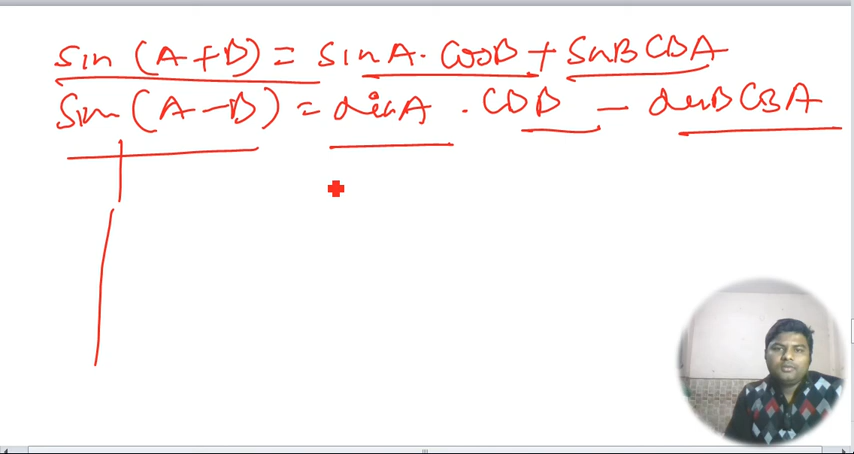 sin (A+B) = sinA. CosB + SinB CosA
Sin (A-B) = sinA . CosB - sinB CosA